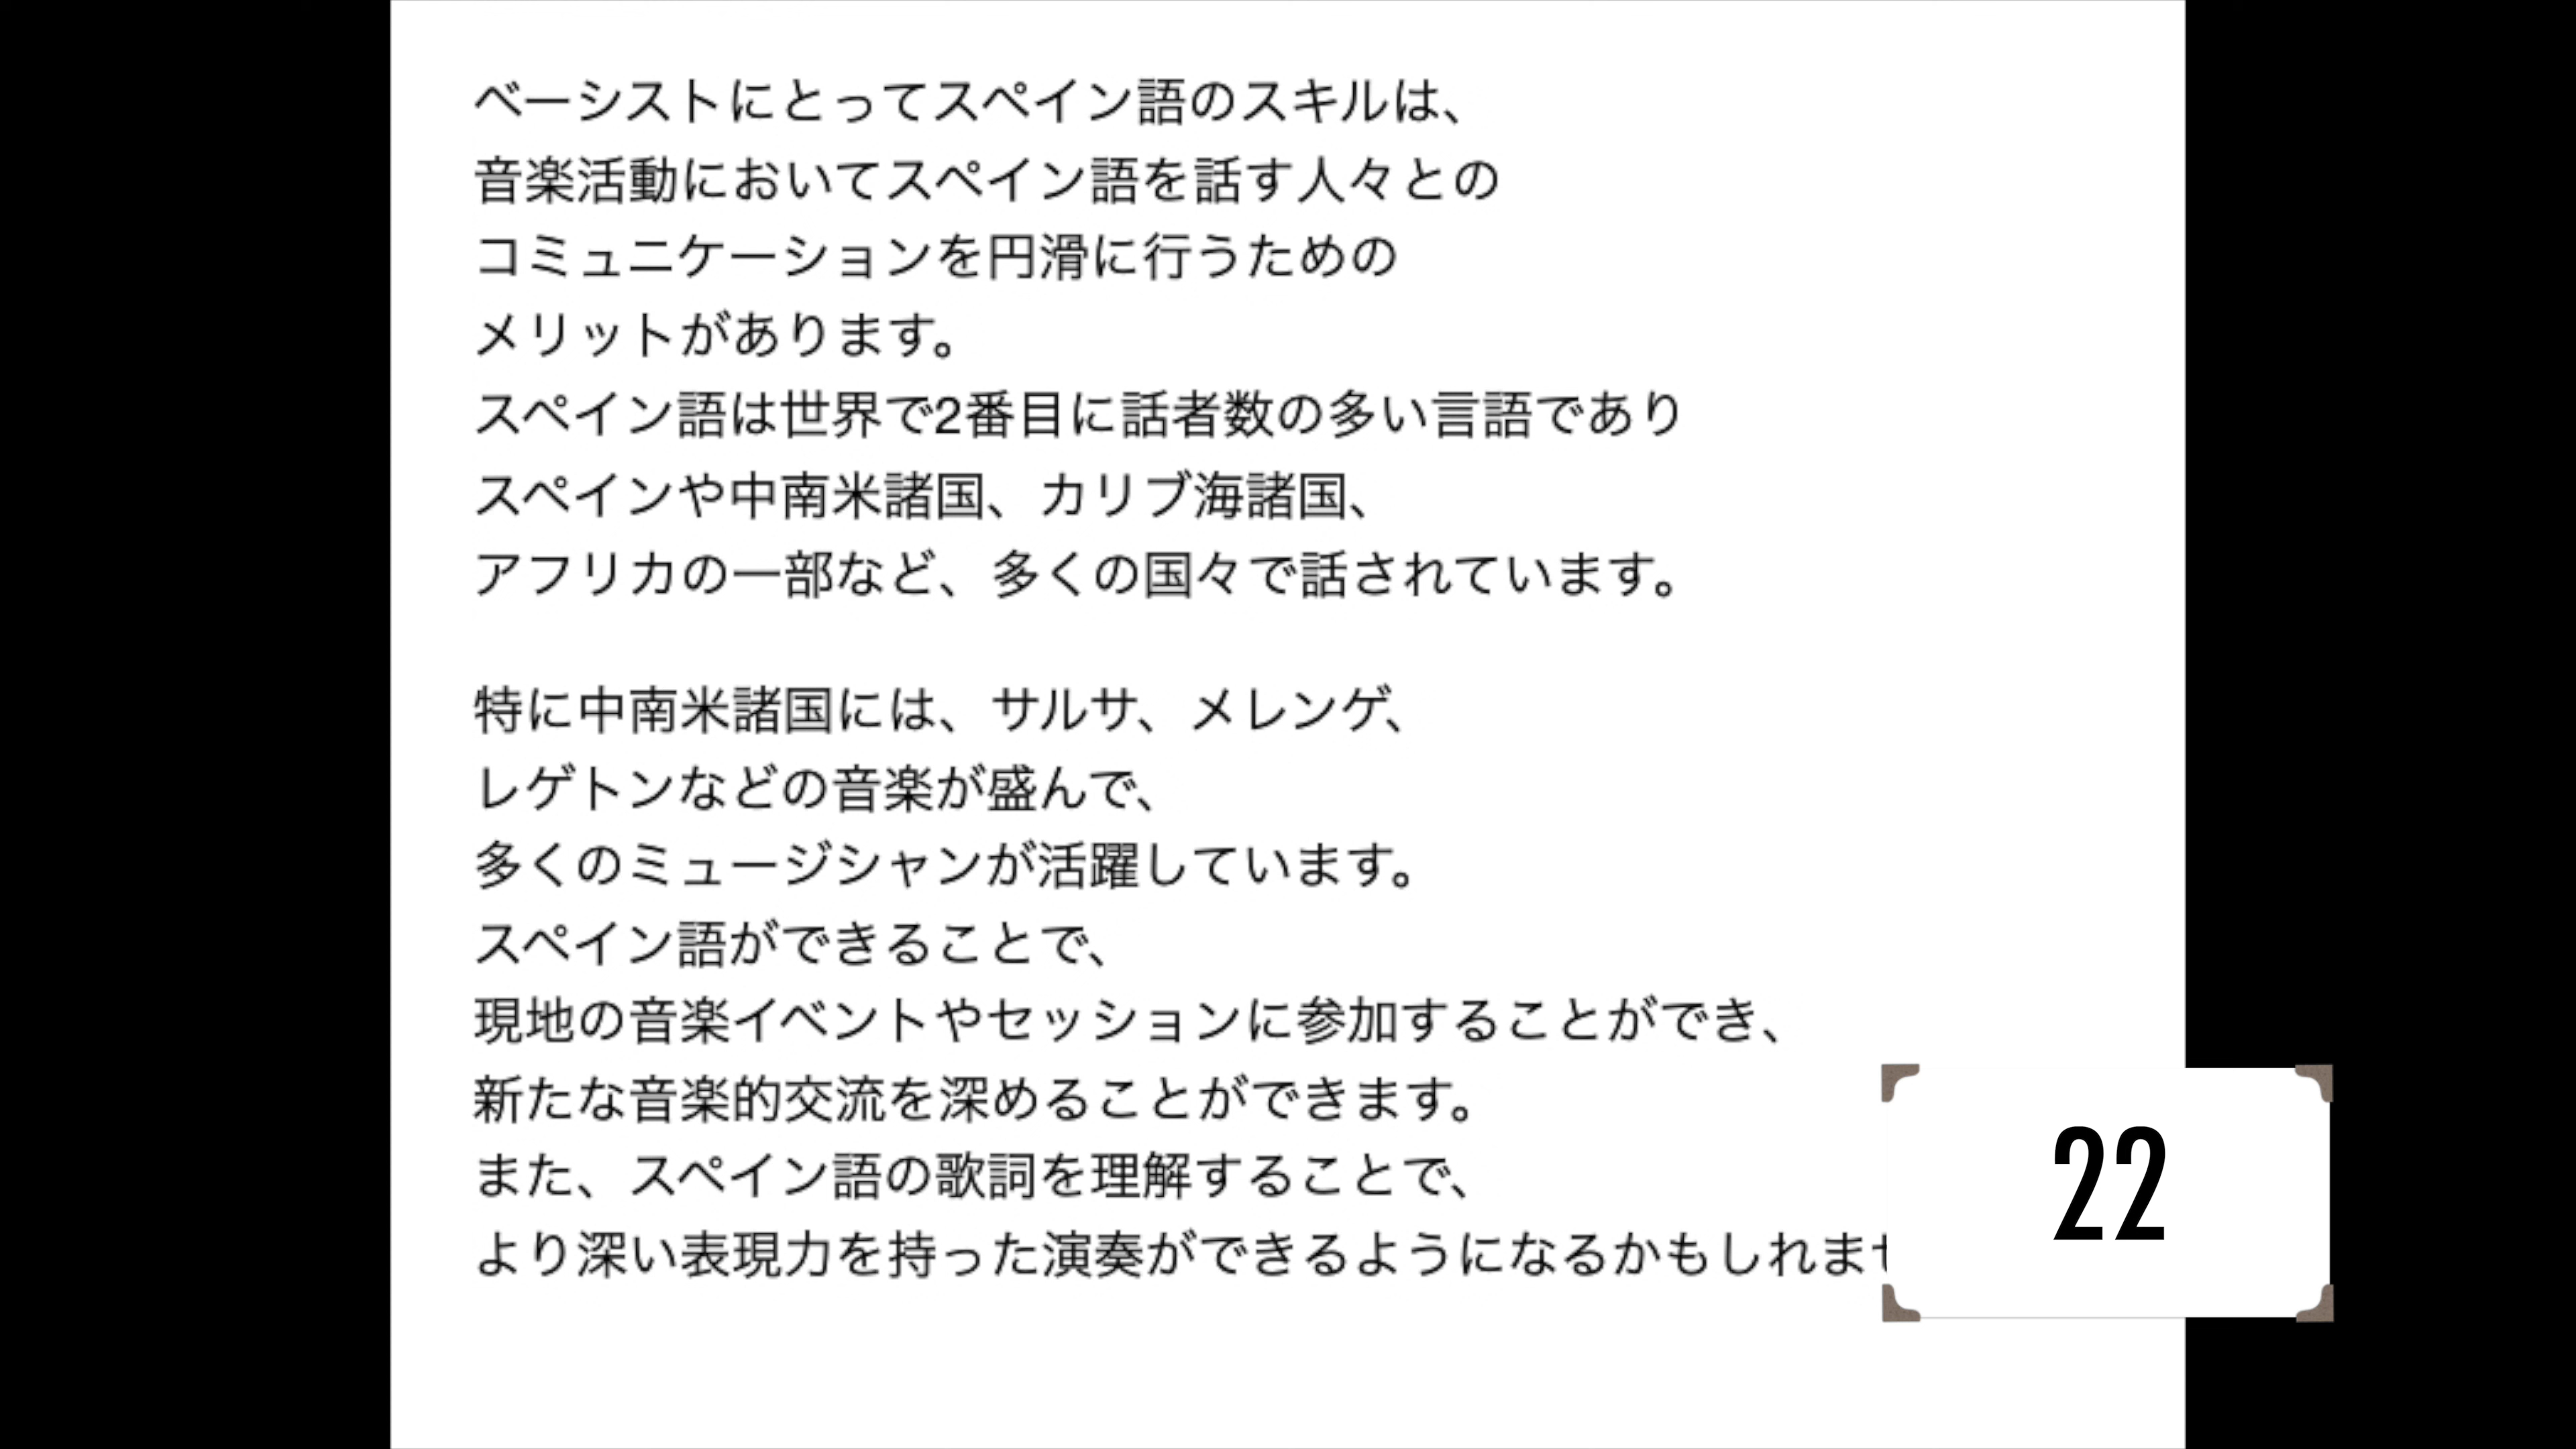 ベーシストにとってスペイン語のスキルは、
音楽活動においてスペイン語を話す人々との
コミュニケーションを円滑に行うための
メリットがあります。
スペイン語は世界で2番目に話者数の多い言語であり
スペインや中南米諸国、カリブ海諸国、
アフリカの一部など、多くの国々で話されています。
特に中南米諸国には、サルサ、メレンゲ、
レゲトンなどの音楽が盛んで、
多くのミュージシャンが活躍しています。
スペイン語ができることで、
現地の音楽イベントやセッションに参加することができ、
新たな音楽的交流を深めることができます。
また、スペイン語の歌詞を理解することで、
より深い表現力を持った演奏ができるようになるかもしれま
22